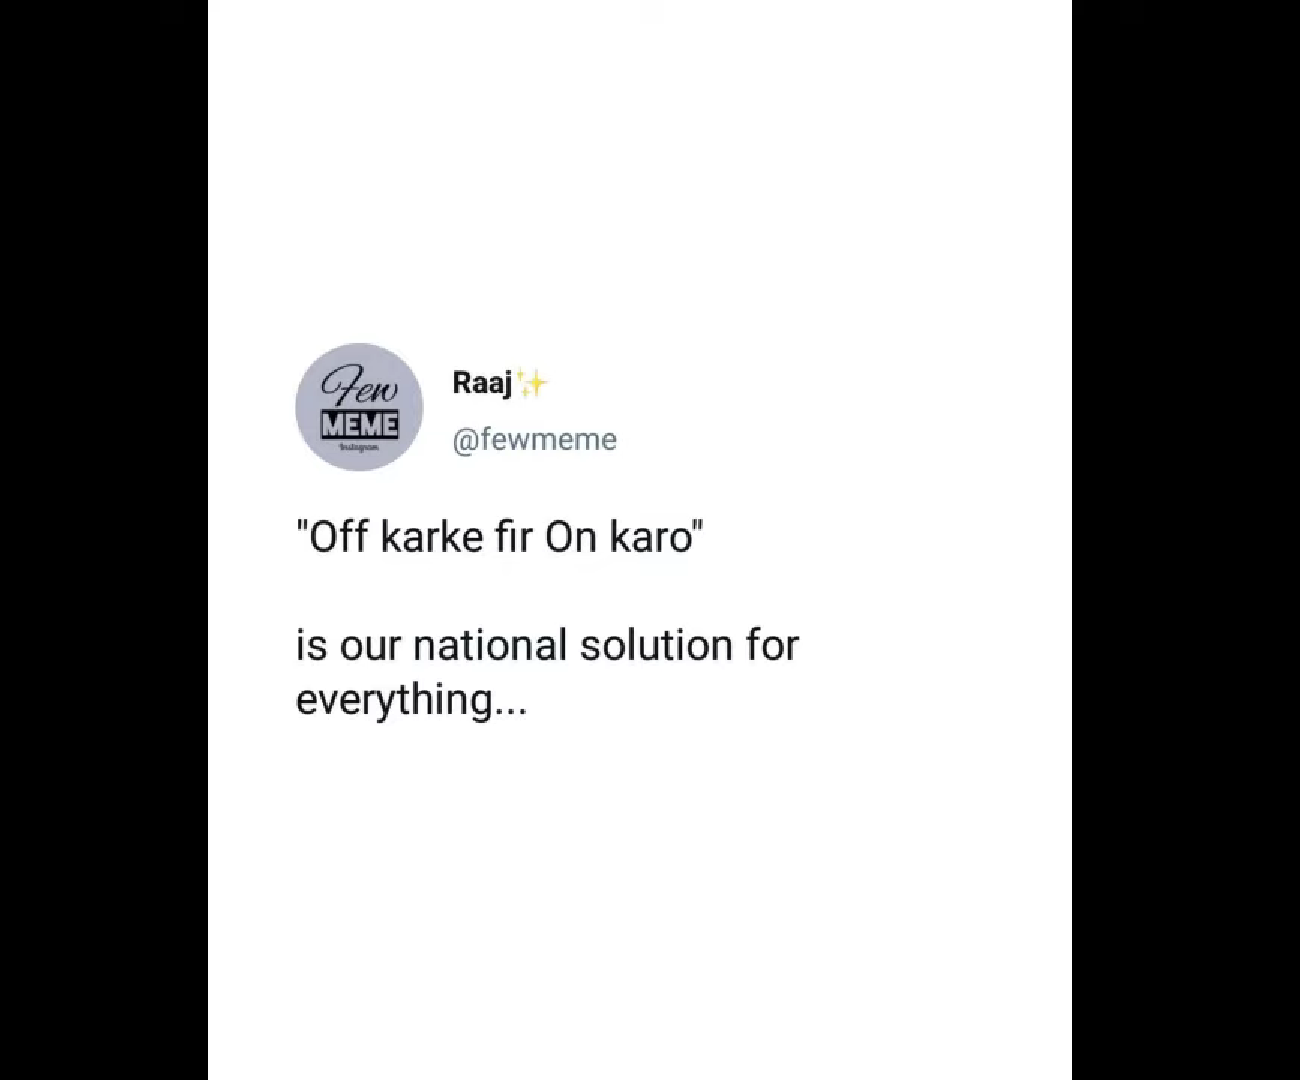 Few
MEME
Instagram
Raaj✨
@fewmeme
"Off karke fir On karo"
is our national solution for
everything...